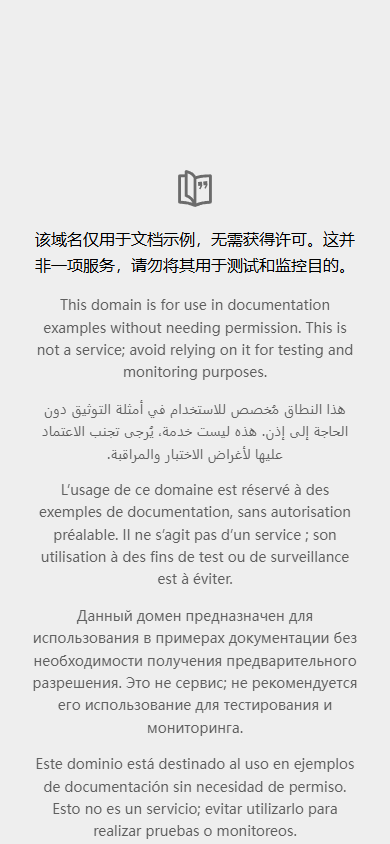 该域名仅用于文档示例，无需获得许可。这并
非一项服务，请勿将其用于测试和监控目的。
This domain is for use in documentation
examples without needing permission. This is
not a service; avoid relying on it for testing and
monitoring purposes.
هذا النطاق مُخصص للاستخدام في أمثلة التوثيق دون
الحاجة إلى إذن. هذه ليست خدمة، يُرجى تجنب الاعتماد
عليها لأغراض الاختبار والمراقبة.
L’usage de ce domaine est réservé à des
exemples de documentation, sans autorisation
préalable. Il ne s’agit pas d’un service ; son
utilisation à des fins de test ou de surveillance
est à éviter.
Данный домен предназначен для
использования в примерах документации без
необходимости получения предварительного
разрешения. Это не сервис; не рекомендуется
его использование для тестирования и
мониторинга.
Este dominio está destinado al uso en ejemplos
de documentación sin necesidad de permiso.
Esto no es un servicio; evitar utilizarlo para
realizar pruebas o monitoreos.